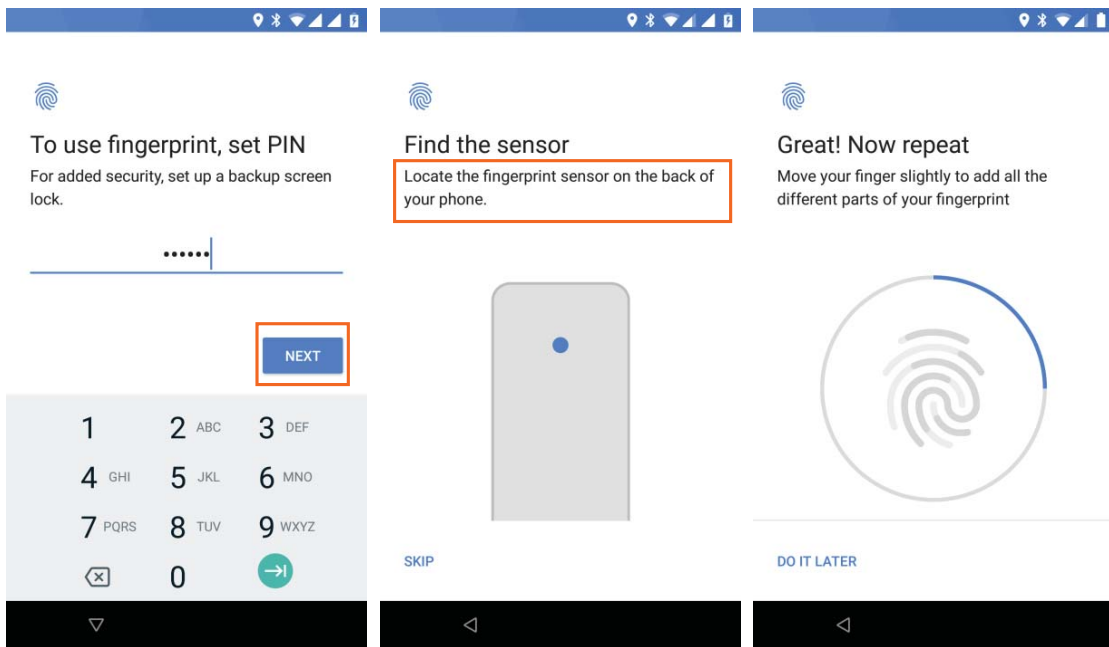 To use fingerprint, set PIN
For added security, set up a backup screen
lock.
••••••
NEXT
1
2 ABC
3 DEF
4 GHI
5 JKL
6 MNO
7 PQRS
8 TUV
9 WXYZ
0
Find the sensor
Locate the fingerprint sensor on the back of
your phone.
SKIP
Great! Now repeat
Move your finger slightly to add all the
different parts of your fingerprint
DO IT LATER